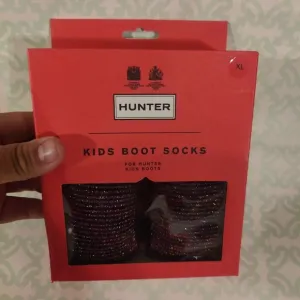 XL
HUNTER
KIDS BOOT SOCKS
FOR HUNTER
KIDS BOOTS